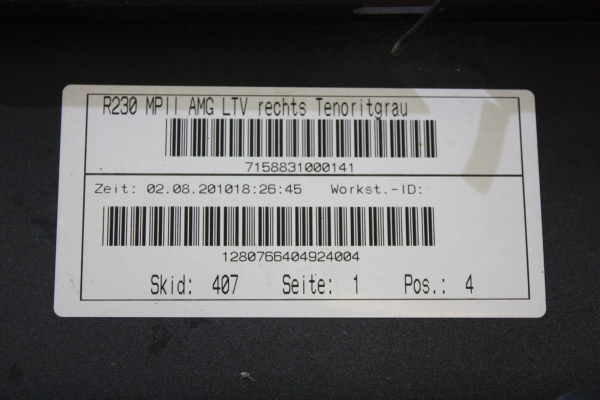 R230 MPII AMG LTV rechts Tenoritgrau
7158831000141
Zeit: 02.08.201018:26:45 Workst.-ID:
1280766404924004
Skid: 407 Seite: 1 Pos.: 4